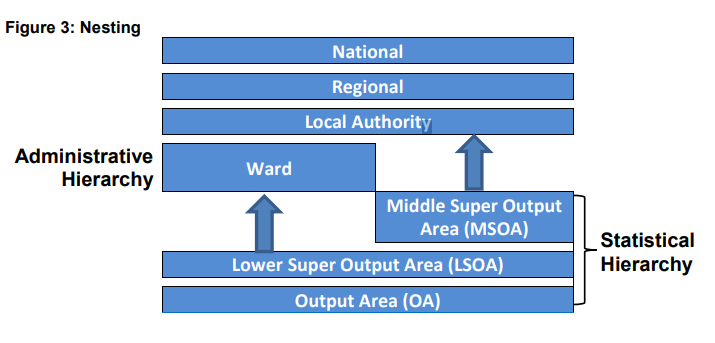 Figure 3: Nesting
National
Regional
Local Authority
Administrative
Hierarchy
Ward
Middle Super Output
Area (MSOA)
Statistical
Hierarchy
Lower Super Output Area (LSOA)
Output Area (OA)